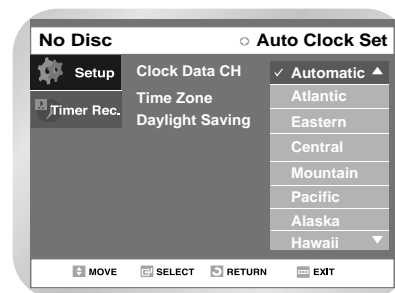 No Disc
Auto Clock Set
Setup
Timer Rec.
Clock Data CH
Time Zone
Daylight Saving
✓ Automatic ▲
Atlantic
Eastern
Central
Mountain
Pacific
Alaska
Hawaii ▼
MOVE SELECT RETURN EXIT